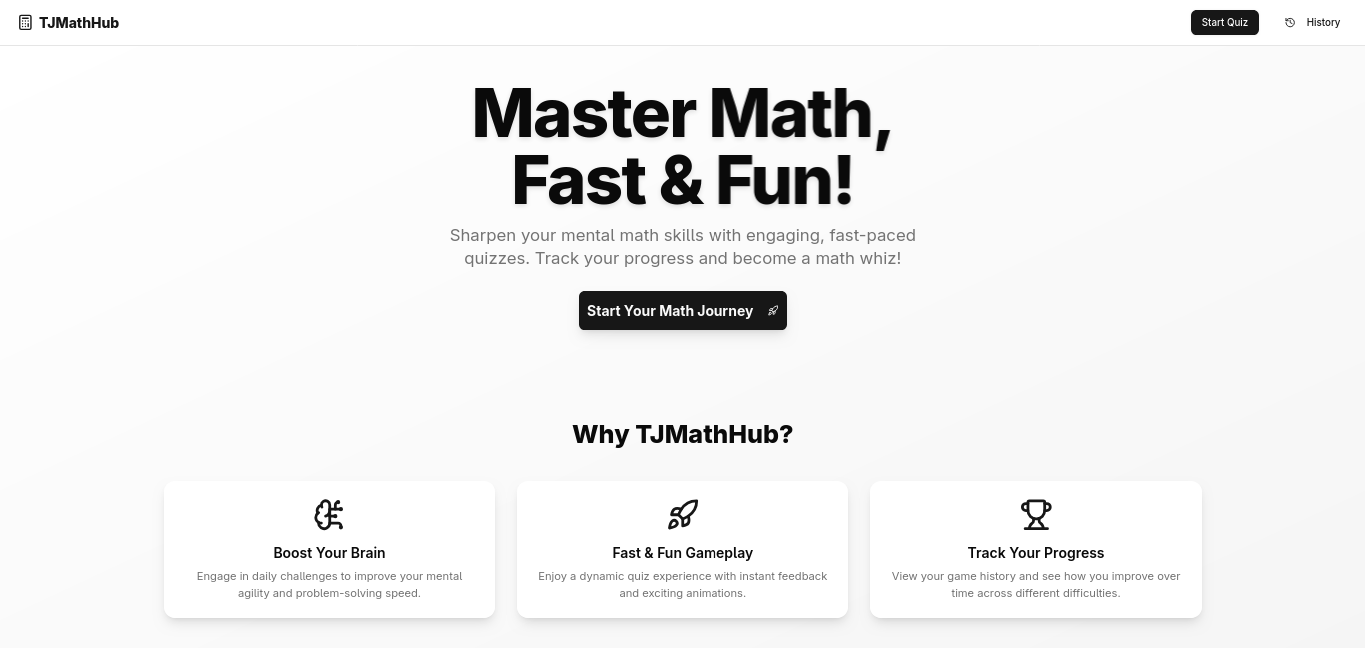 TJMathHub
Start Quiz
History
Master Math,
Fast & Fun!
Sharpen your mental math skills with engaging, fast-paced
quizzes. Track your progress and become a math whiz!
Start Your Math Journey
Why TJMathHub?
Boost Your Brain
Engage in daily challenges to improve your mental
agility and problem-solving speed.
Fast & Fun Gameplay
Enjoy a dynamic quiz experience with instant feedback
and exciting animations.
Track Your Progress
View your game history and see how you improve over
time across different difficulties.